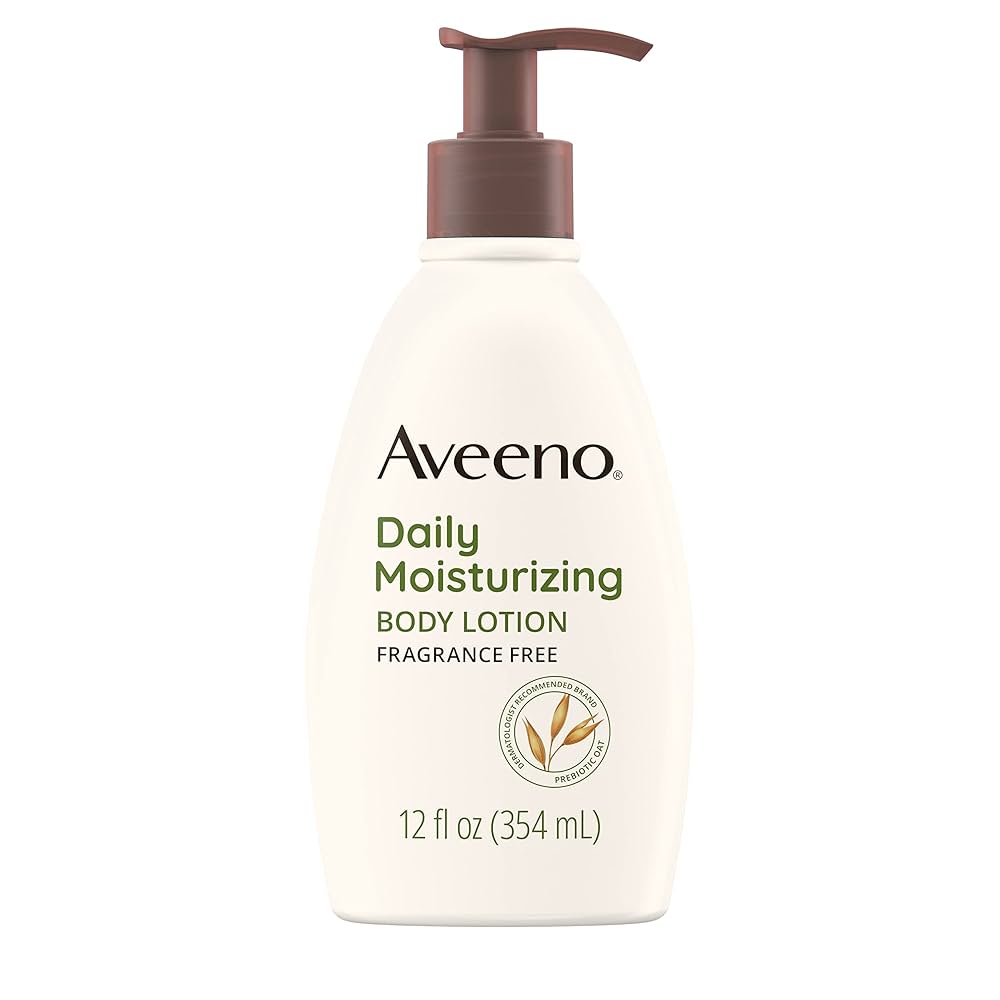 Aveeno®
Daily
Moisturizing
BODY LOTION
FRAGRANCE FREE
DERMATOLOGIST RECOMMENDED BRAND
PREBIOTIC OAT
12 fl oz (354 mL)